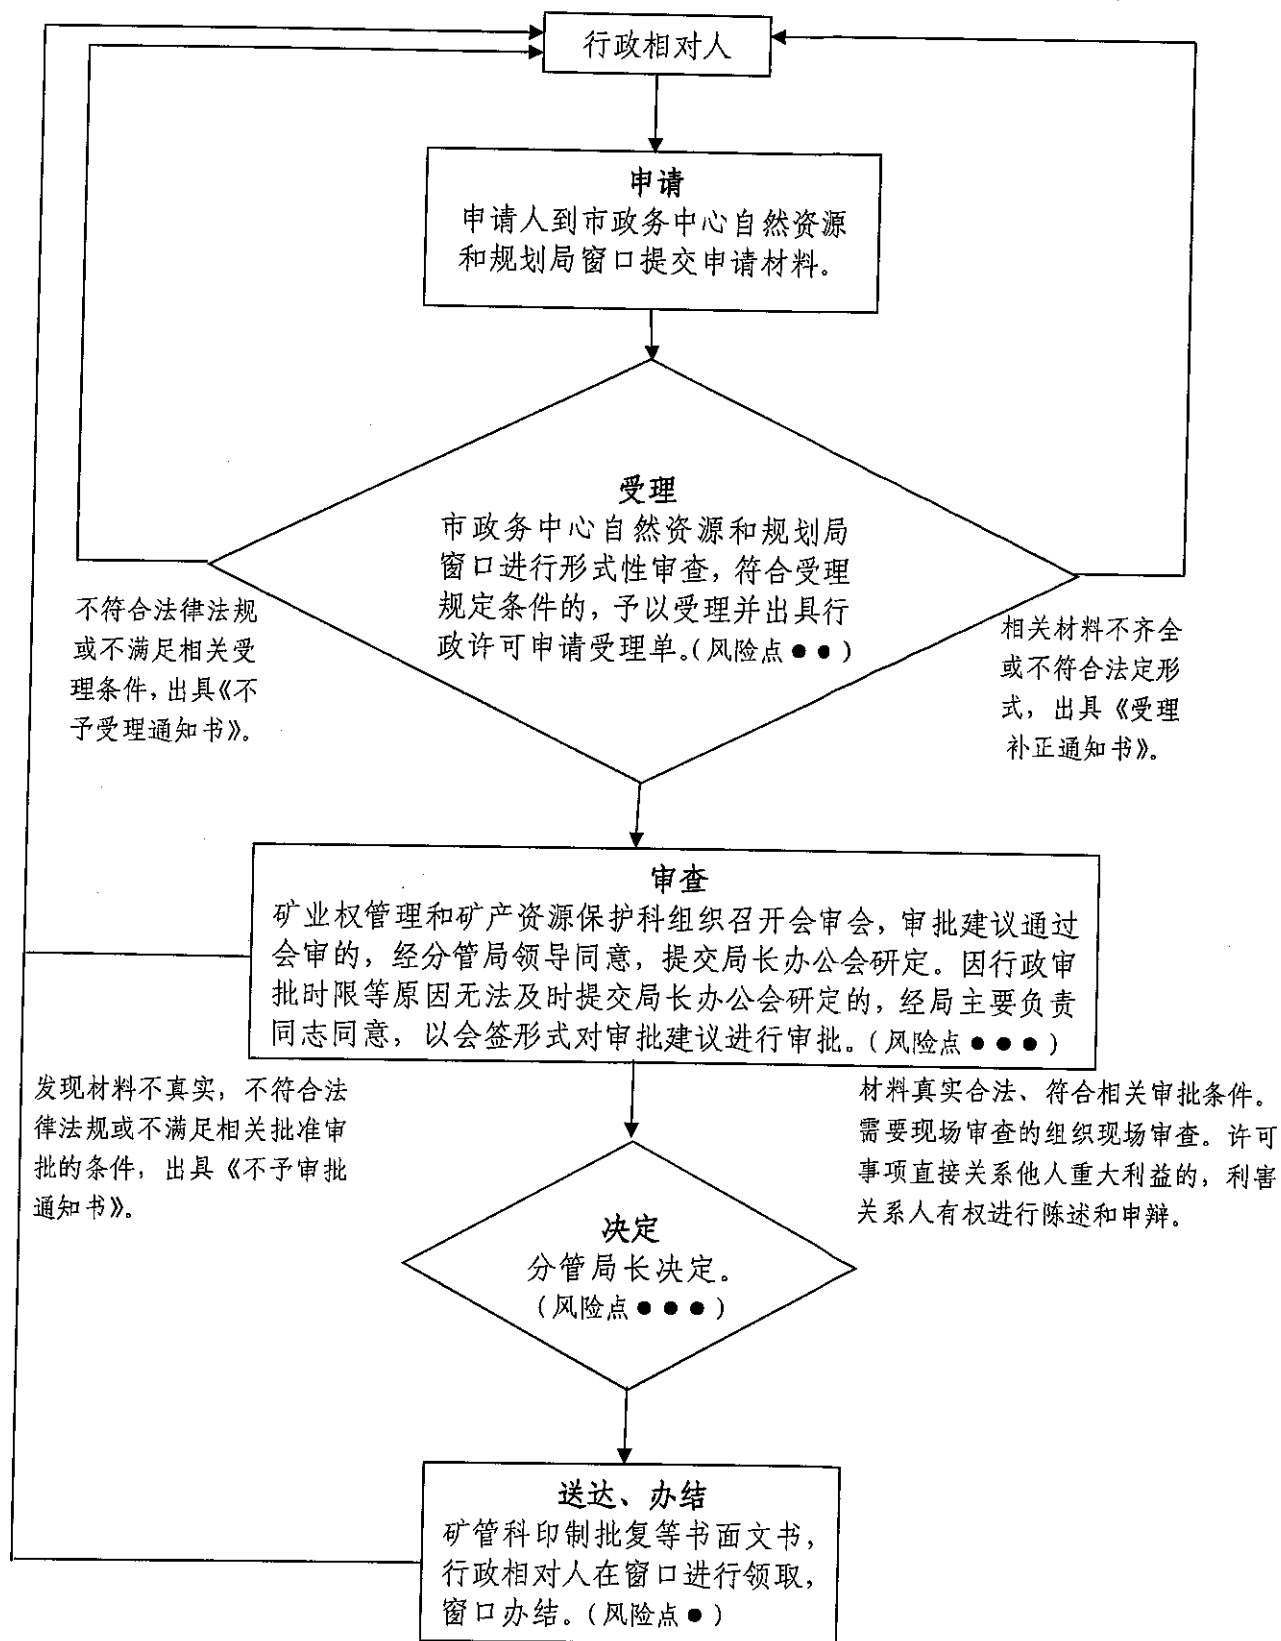 行政相对人
申请
申请人到市政务中心自然资源
和规划局窗口提交申请材料。
受理
市政务中心自然资源和规划局
窗口进行形式性审查，符合受理
规定条件的，予以受理并出具行
政许可申请受理单。（风险点●●）
不符合法律法规
或不满足相关受
理条件，出具《不
予受理通知书》。
相关材料不齐全
或不符合法定形
式，出具《受理
补正通知书》。
审查
矿业权管理和矿产资源保护科组织召开会审会，审批建议通过
会审的，经分管局领导同意，提交局长办公会研定。因行政审
批时限等原因无法及时提交局长办公会研定的，经局主要负责
同志同意，以会签形式对审批建议进行审批。（风险点●●●）
发现材料不真实，不符合法
律法规或不满足相关批准审
批的条件，出具《不予审批
通知书》。
材料真实合法、符合相关审批条件。
需要现场审查的组织现场审查。许可
事项直接关系他人重大利益的，利害
关系人有权进行陈述和申辩。
决定
分管局长决定。
（风险点●●●）
送达、办结
矿管科印制批复等书面文书，
行政相对人在窗口进行领取，
窗口办结。（风险点●）